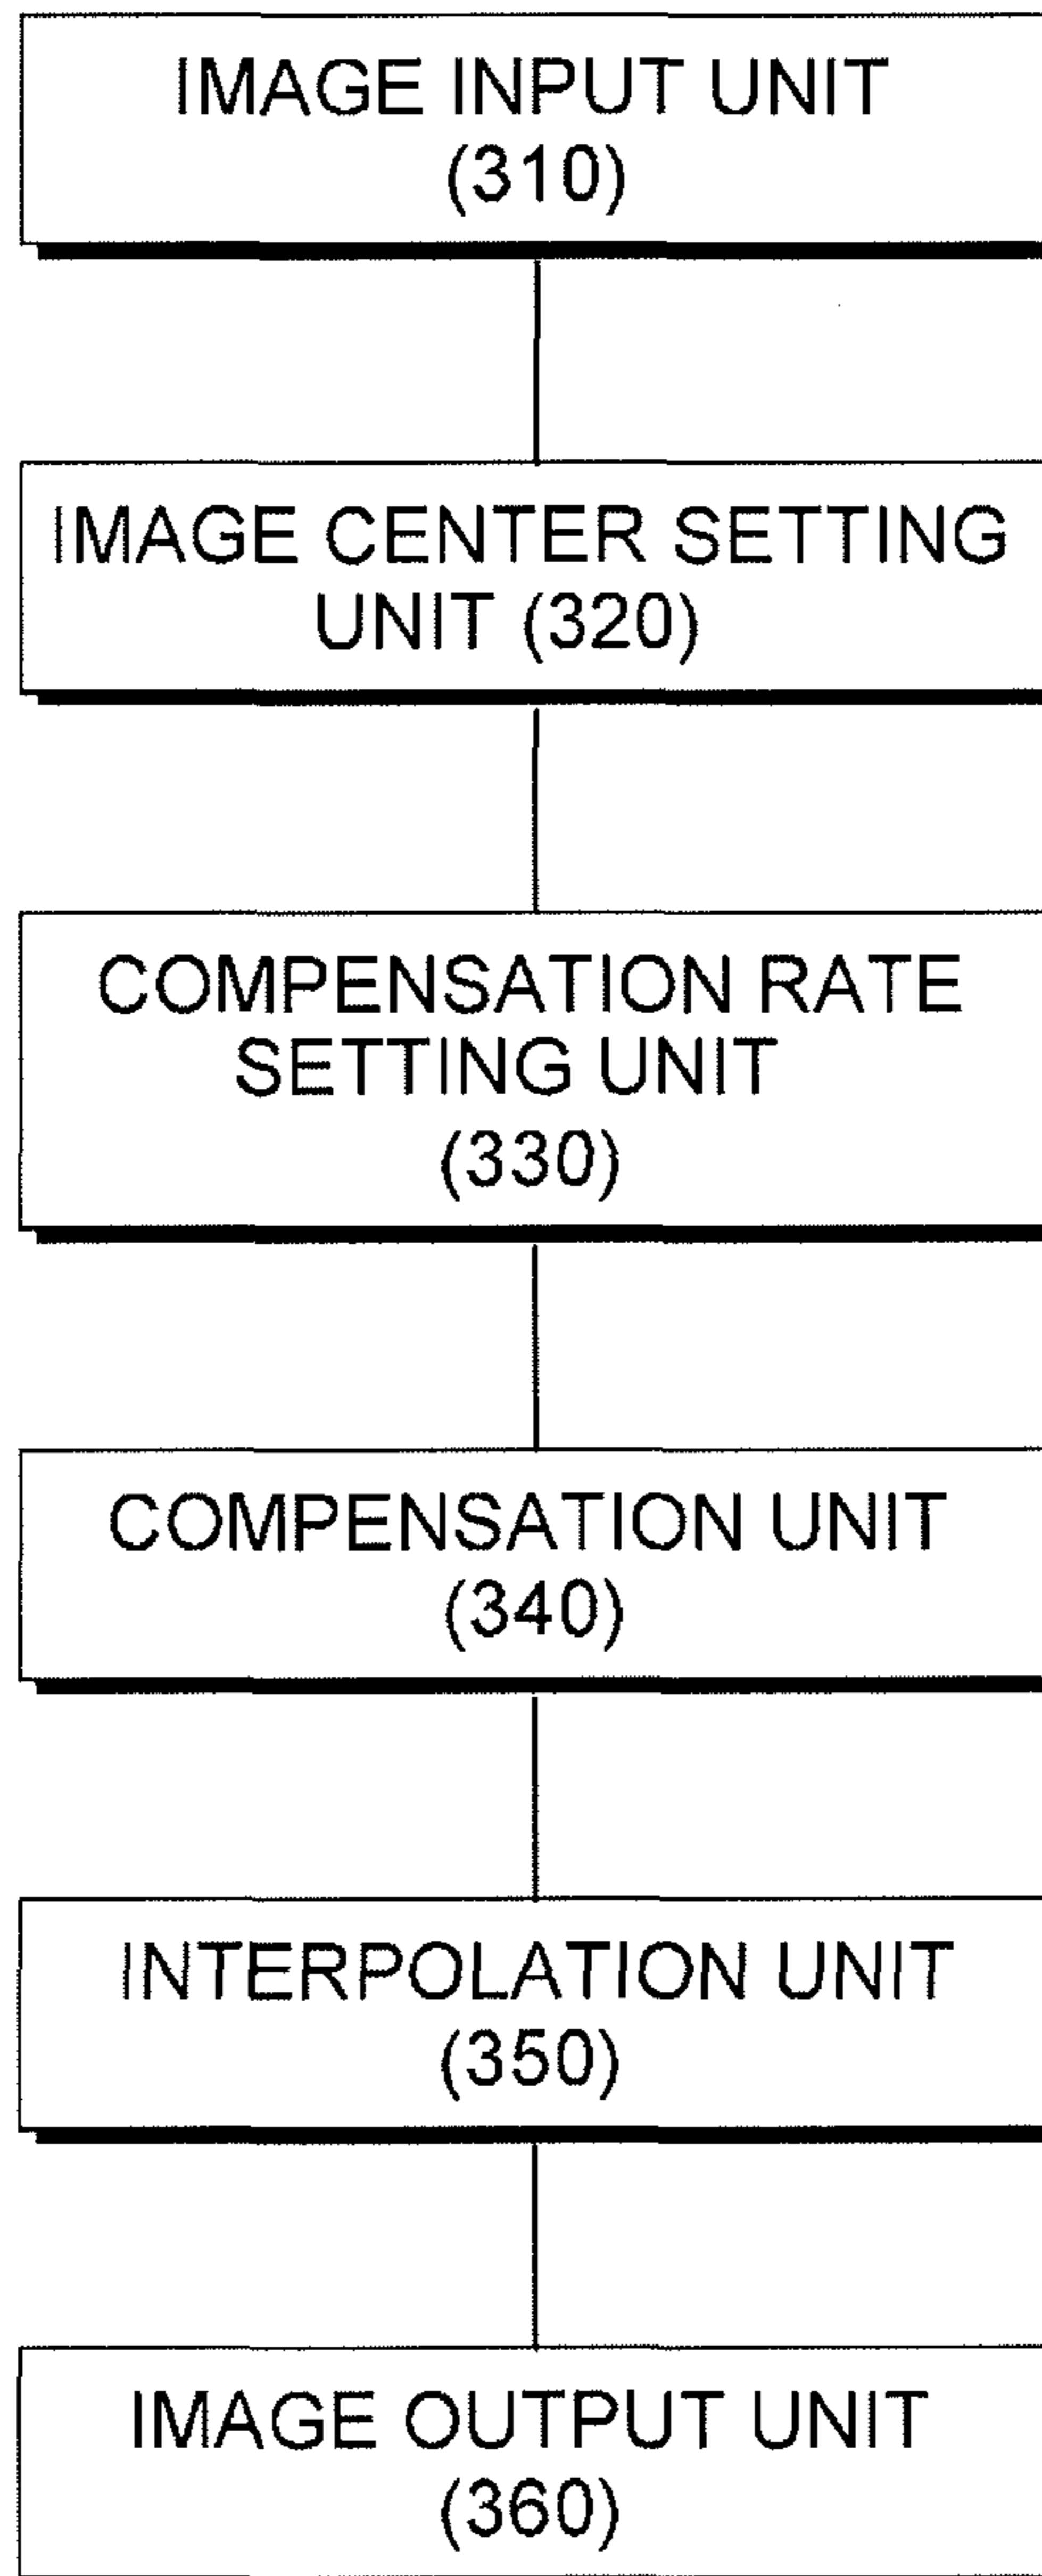 IMAGE INPUT UNIT
(310)
IMAGE CENTER SETTING
UNIT (320)
COMPENSATION RATE
SETTING UNIT
(330)
COMPENSATION UNIT
(340)
INTERPOLATION UNIT
(350)
IMAGE OUTPUT UNIT
(360)